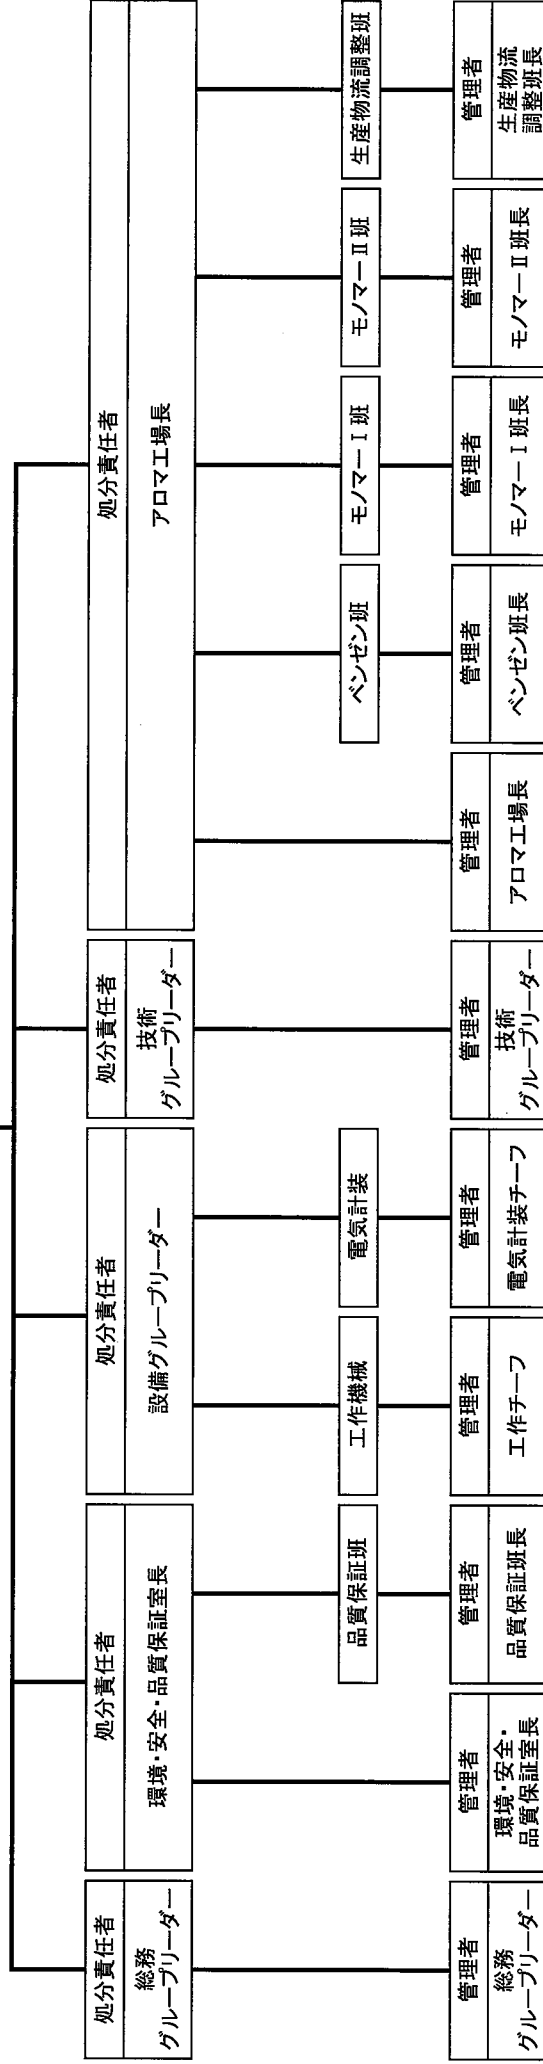 処分責任者
総務
グループリーダー
処分責任者
環境・安全・品質保証室長
処分責任者
設備グループリーダー
処分責任者
技術
グループリーダー
処分責任者
アロマ工場長
品質保証班
工作機械
電気計装
ベンゼン班
モノマーⅠ班
モノマーⅡ班
生産物流調整班
管理者
総務
グループリーダー
管理者
環境・安全・
品質保証室長
管理者
品質保証班長
管理者
工作チーフ
管理者
電気計装チーフ
管理者
技術
グループリーダー
管理者
アロマ工場長
管理者
ベンゼン班長
管理者
モノマーⅠ班長
管理者
モノマーⅡ班長
管理者
生産物流
調整班長